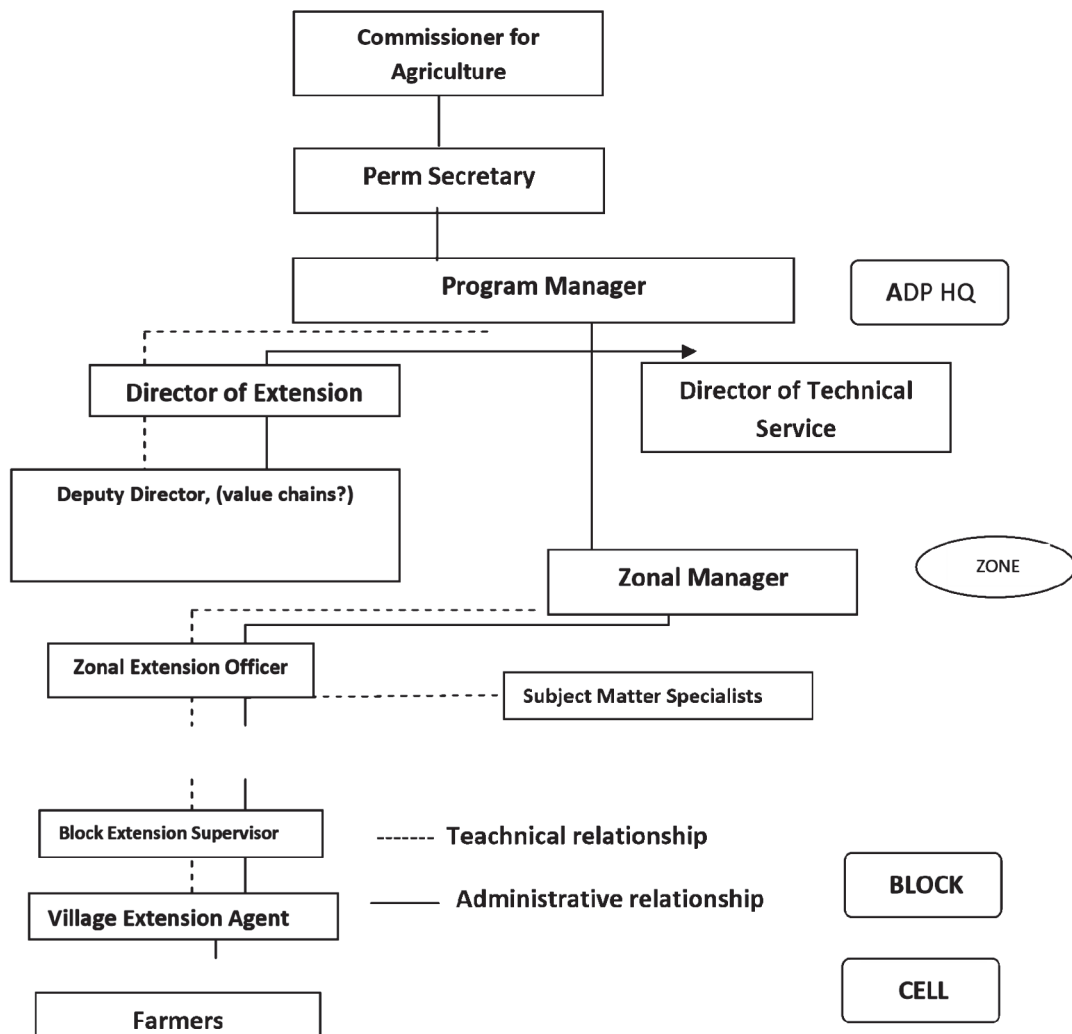 Commissioner for
Agriculture
Perm Secretary
Program Manager
ADP HQ
Director of Extension
Director of Technical
Service
Deputy Director, (value chains?)
Zonal Manager
ZONE
Zonal Extension Officer
Subject Matter Specialists
Block Extension Supervisor
Teachnical relationship
BLOCK
Village Extension Agent
Administrative relationship
CELL
Farmers